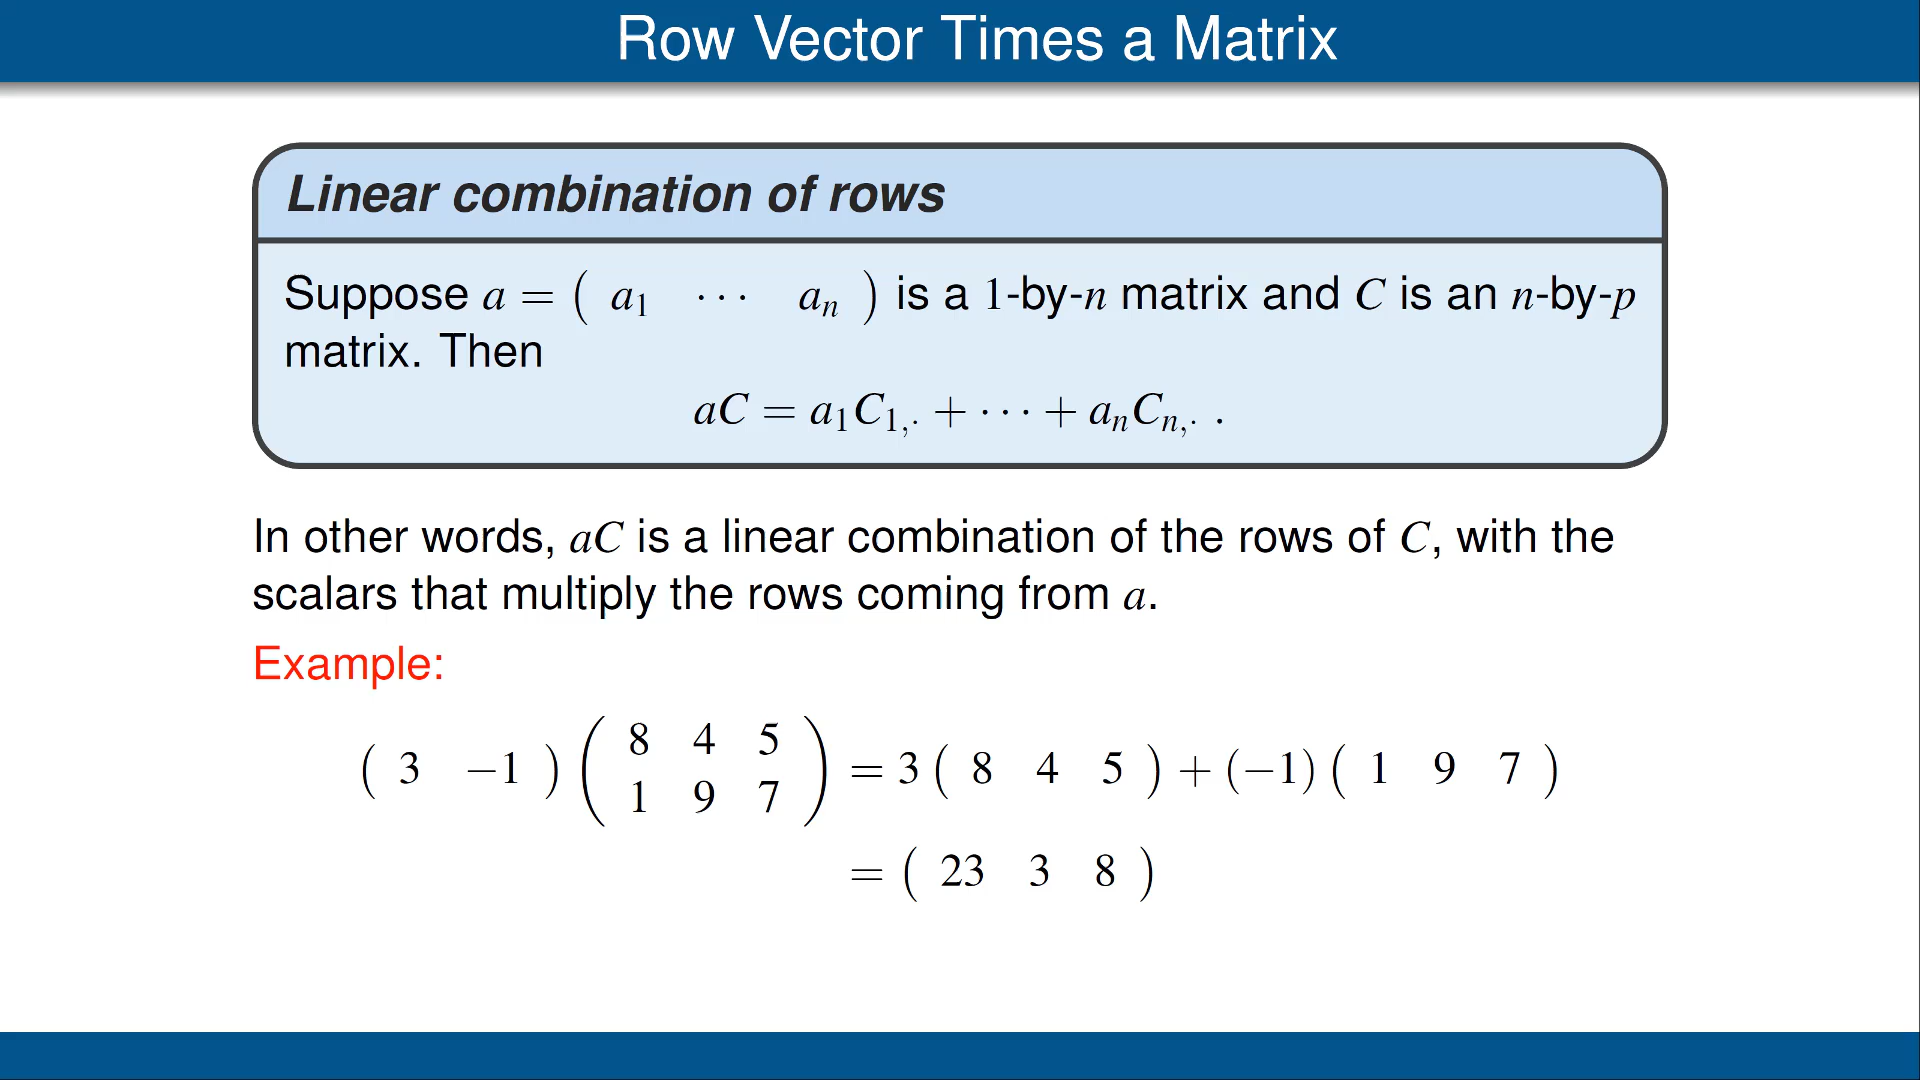 Row Vector Times a Matrix
Linear combination of rows
Suppose a = ( a₁ ⋯ aₙ ) is a 1-by-n matrix and C is an n-by-p
matrix. Then
aC = a₁C₁,· + ⋯ + aₙCₙ,· .
In other words, aC is a linear combination of the rows of C, with the
scalars that multiply the rows coming from a.
Example:
( 3 −1 ) ( 8 4 5 / 1 9 7 ) = 3 ( 8 4 5 ) + (−1) ( 1 9 7 )
= ( 23 3 8 )